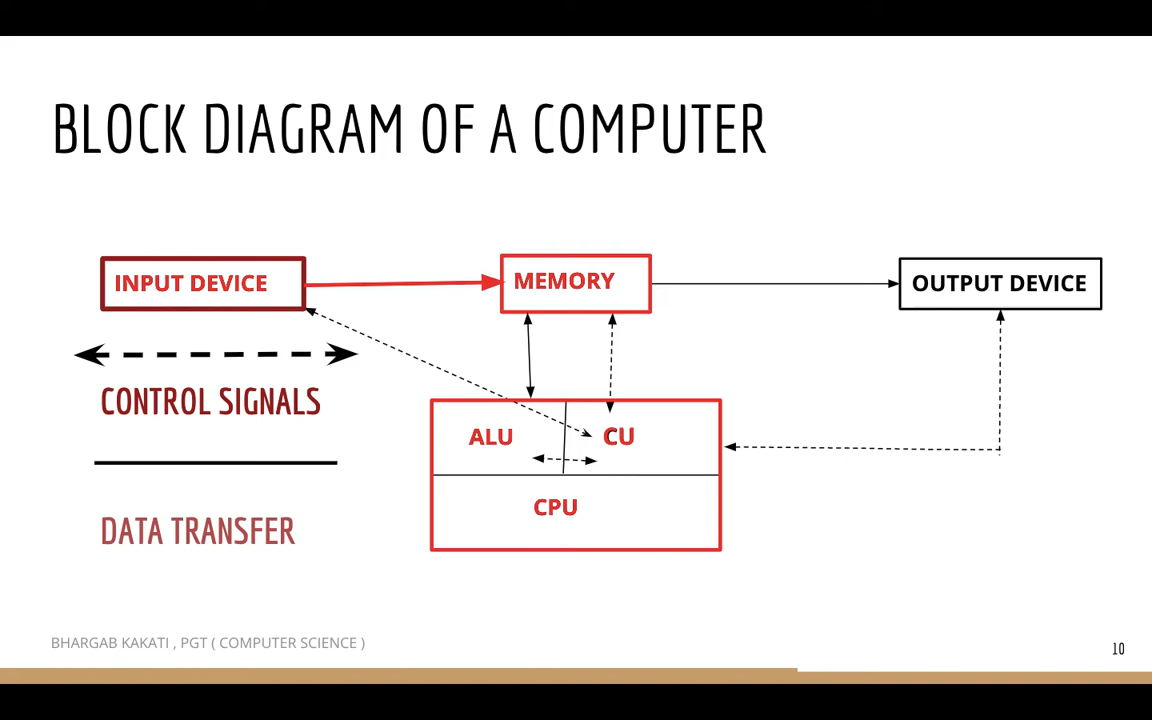 BLOCK DIAGRAM OF A COMPUTER
INPUT DEVICE
MEMORY
OUTPUT DEVICE
CONTROL SIGNALS
ALU
CU
CPU
DATA TRANSFER
BHARGAB KAKATI , PGT ( COMPUTER SCIENCE )
10